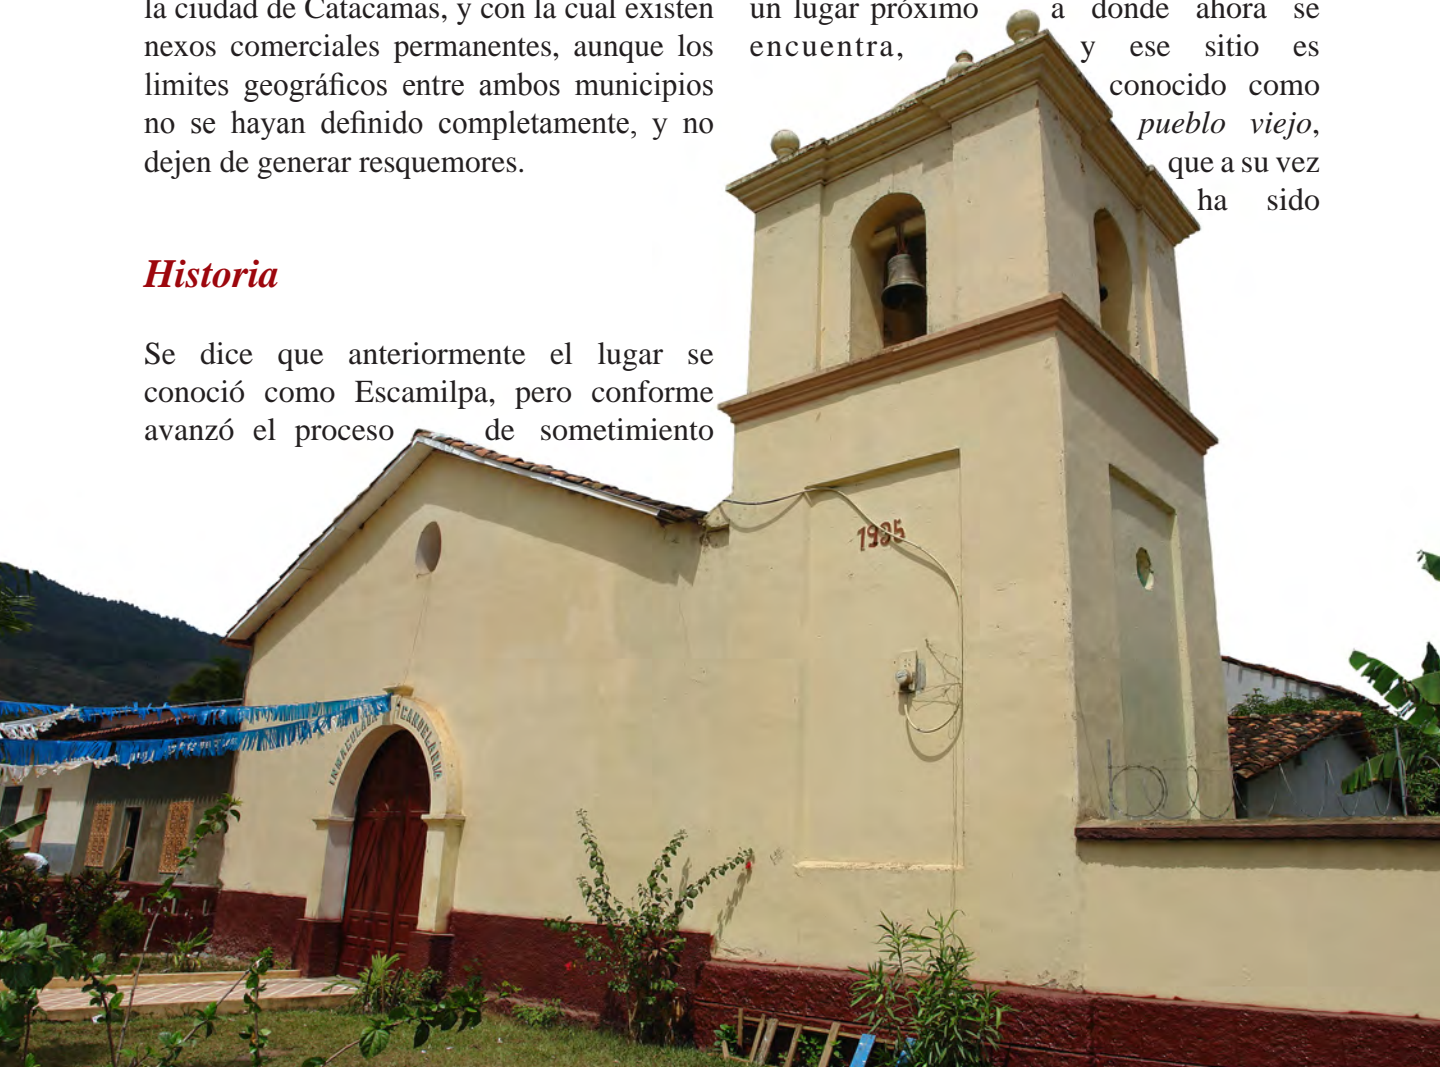 la ciudad de Catacamas, y con la cual existen
nexos comerciales permanentes, aunque los
limites geográficos entre ambos municipios
no se hayan definido completamente, y no
dejen de generar resquemores.
Historia
Se dice que anteriormente el lugar se
conoció como Escamilpa, pero conforme
avanzó el proceso de sometimiento
un lugar próximo a donde ahora se
encuentra, y ese sitio es
conocido como
pueblo viejo,
que a su vez
ha sido
1985
INMACULADA CANDELARIA